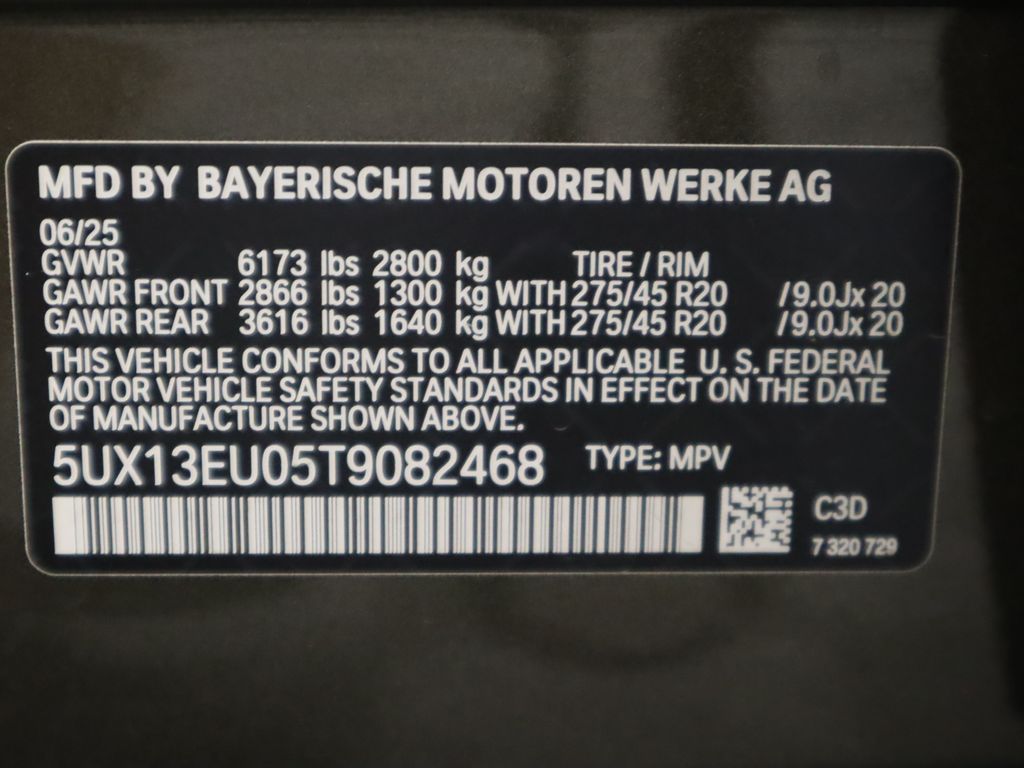 MFD BY BAYERISCHE MOTOREN WERKE AG
06/25
GVWR 6173 lbs 2800 kg TIRE / RIM
GAWR FRONT 2866 lbs 1300 kg WITH 275/45 R20 / 9.0Jx 20
GAWR REAR 3616 lbs 1640 kg WITH 275/45 R20 / 9.0Jx 20
THIS VEHICLE CONFORMS TO ALL APPLICABLE U. S. FEDERAL
MOTOR VEHICLE SAFETY STANDARDS IN EFFECT ON THE DATE
OF MANUFACTURE SHOWN ABOVE.
5UX13EU05T9082468 TYPE: MPV
C3D
7 320 729